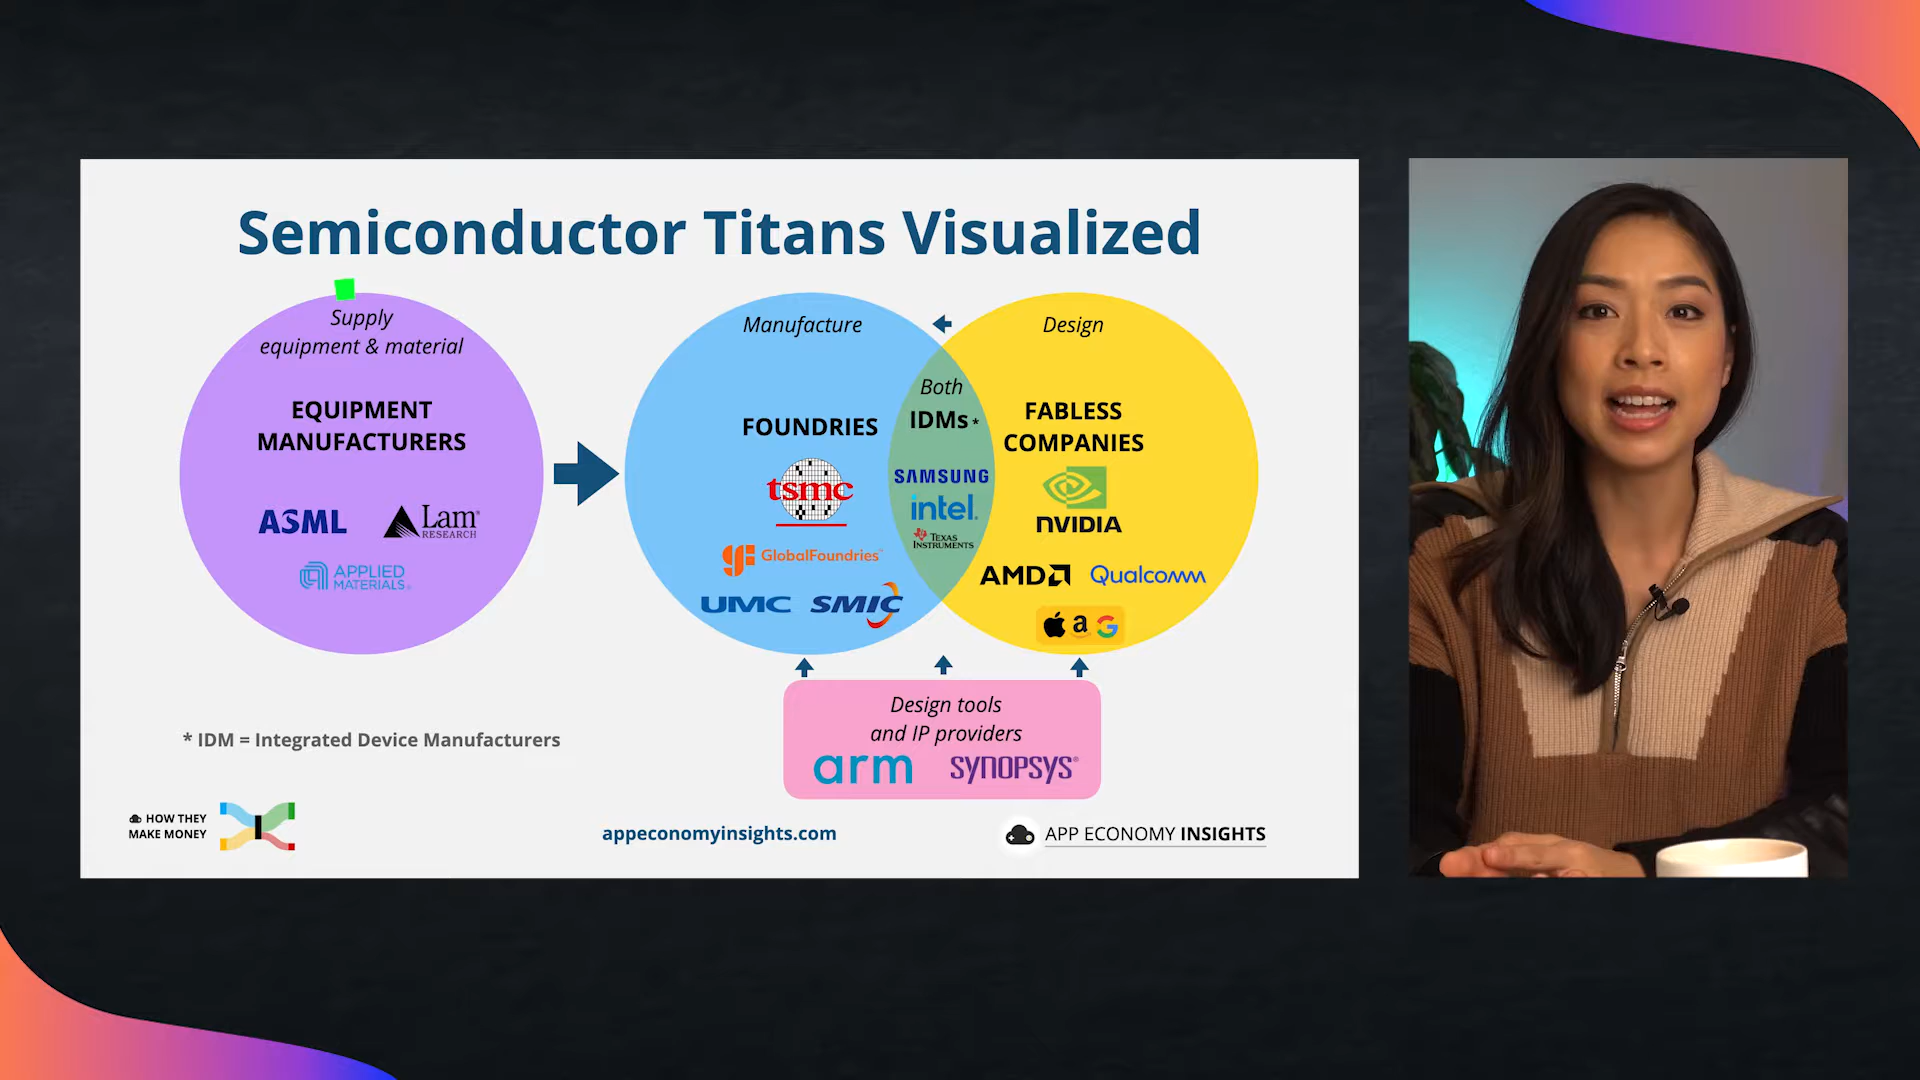 Semiconductor Titans Visualized
Supply
equipment & material
EQUIPMENT
MANUFACTURERS
ASML
Lam
RESEARCH
APPLIED
MATERIALS
Manufacture
FOUNDRIES
tsmc
GlobalFoundries
UMC
SMIC
Both
IDMs *
SAMSUNG
intel.
TEXAS
INSTRUMENTS
Design
FABLESS
COMPANIES
NVIDIA
AMD
Qualcomm
a
G
Design tools
and IP providers
arm
SYNOPSYS®
* IDM = Integrated Device Manufacturers
HOW THEY
MAKE MONEY
appeconomyinsights.com
APP ECONOMY INSIGHTS